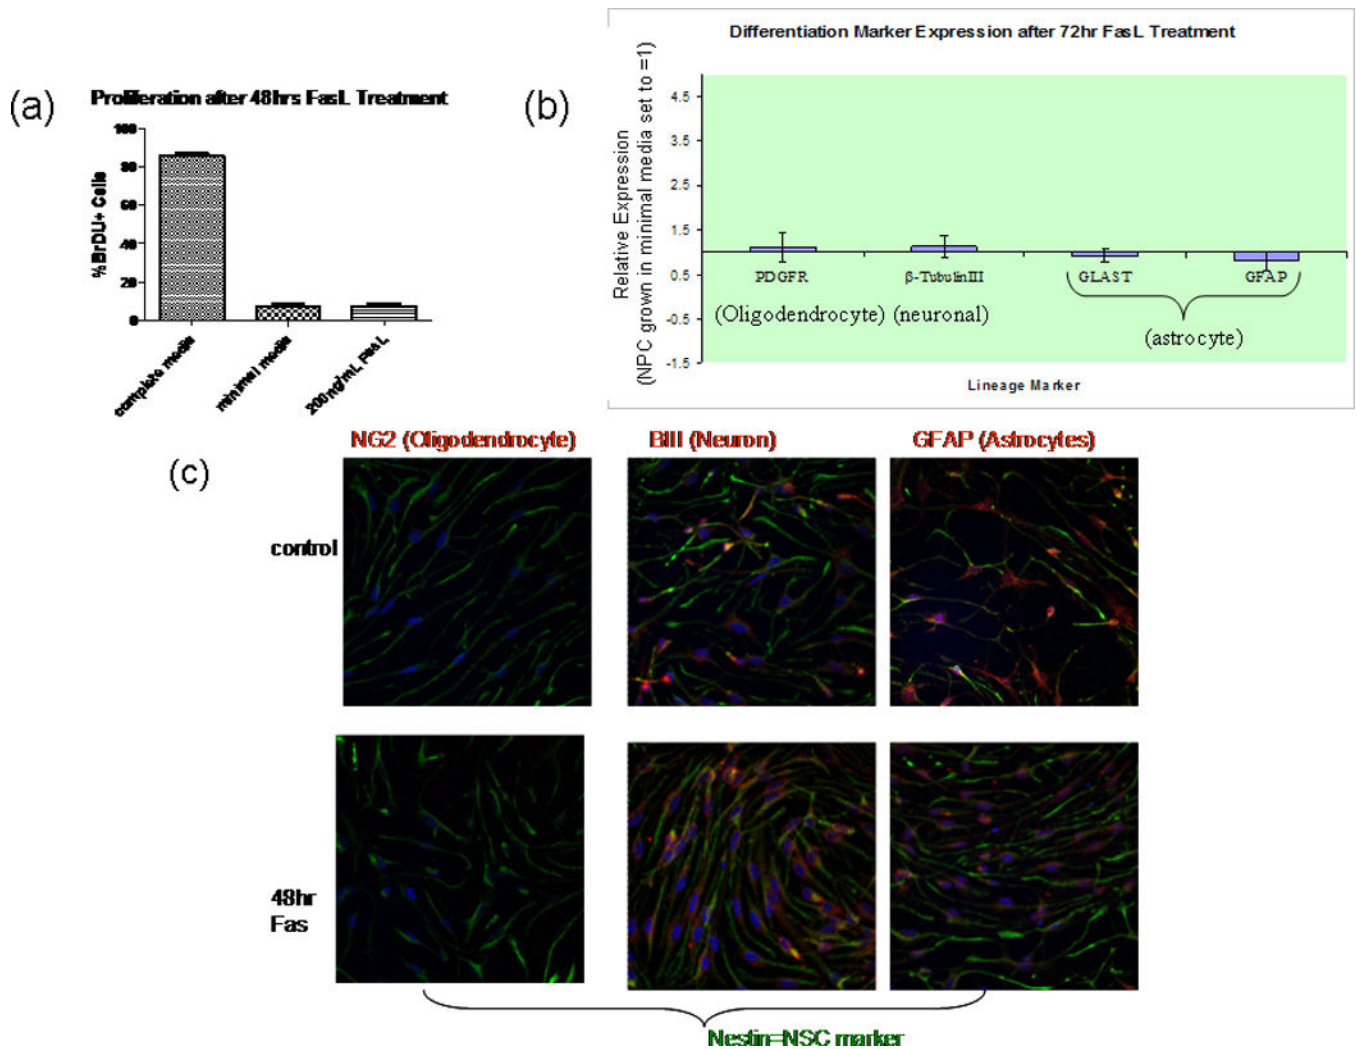 (a)
Proliferation after 48hrs FasL Treatment
%BrDU+ Cells
100
80
60
40
20
0
complete media
minimal media
200ng/mL FasL
(b)
Differentiation Marker Expression after 72hr FasL Treatment
Relative Expression
(NPC grown in minimal media set to =1)
4.5
3.5
2.5
1.5
0.5
-0.5
-1.5
PDGFR β-TubulinIII GLAST GFAP
(Oligodendrocyte) (neuronal)
(astrocyte)
Lineage Marker
(c)
NG2 (Oligodendrocyte) BIII (Neuron) GFAP (Astrocytes)
control
48hr
Fas
Nestin=NSC marker